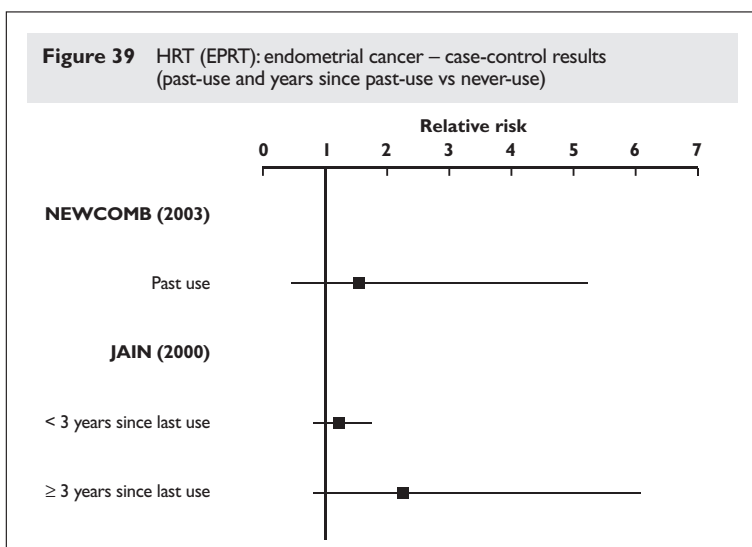 Figure 39 HRT (EPRT): endometrial cancer – case-control results
(past-use and years since past-use vs never-use)
Relative risk
0 1 2 3 4 5 6 7
NEWCOMB (2003)
Past use
JAIN (2000)
< 3 years since last use
≥ 3 years since last use